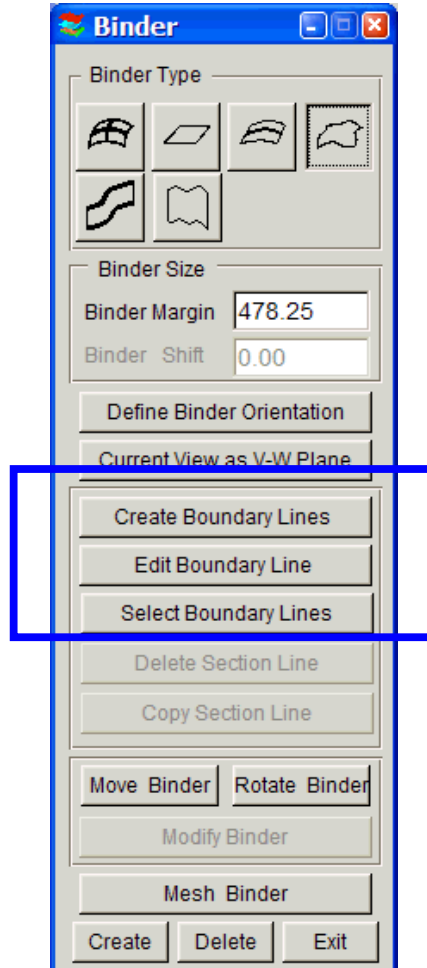 Binder
Binder Type
Binder Size
Binder Margin 478.25
Binder Shift 0.00
Define Binder Orientation
Current View as V-W Plane
Create Boundary Lines
Edit Boundary Line
Select Boundary Lines
Delete Section Line
Copy Section Line
Move Binder Rotate Binder
Modify Binder
Mesh Binder
Create Delete Exit